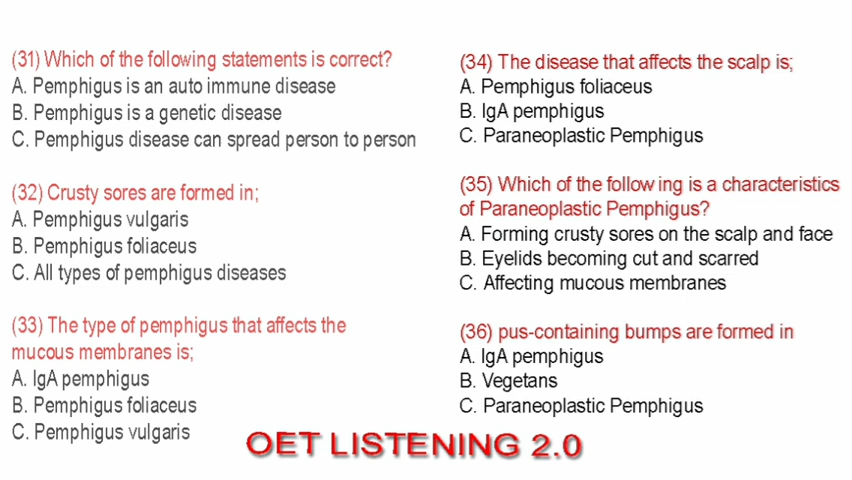 (31) Which of the following statements is correct?
A. Pemphigus is an auto immune disease
B. Pemphigus is a genetic disease
C. Pemphigus disease can spread person to person
(32) Crusty sores are formed in;
A. Pemphigus vulgaris
B. Pemphigus foliaceus
C. All types of pemphigus diseases
(33) The type of pemphigus that affects the
mucous membranes is;
A. IgA pemphigus
B. Pemphigus foliaceus
C. Pemphigus vulgaris
(34) The disease that affects the scalp is;
A. Pemphigus foliaceus
B. IgA pemphigus
C. Paraneoplastic Pemphigus
(35) Which of the following is a characteristics
of Paraneoplastic Pemphigus?
A. Forming crusty sores on the scalp and face
B. Eyelids becoming cut and scarred
C. Affecting mucous membranes
(36) pus-containing bumps are formed in
A. IgA pemphigus
B. Vegetans
C. Paraneoplastic Pemphigus
OET LISTENING 2.0